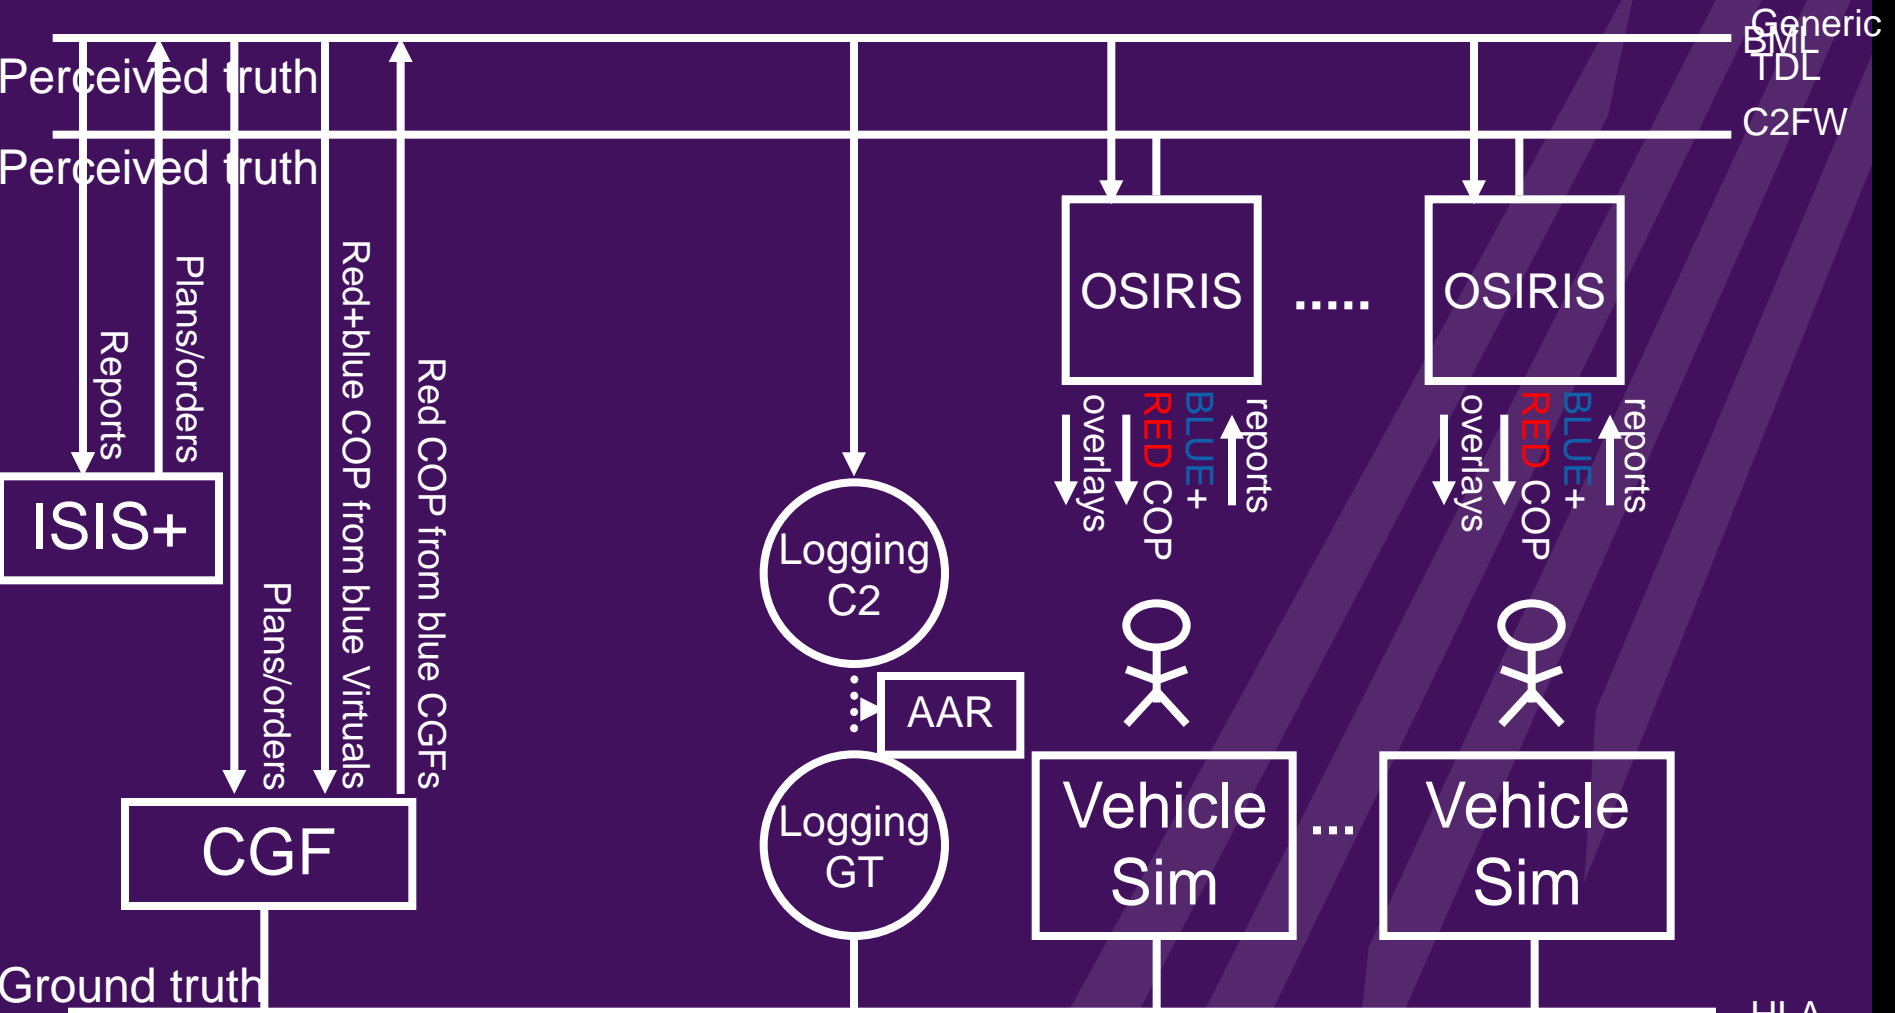 Generic
BML
TDL
Perceived truth
C2FW
Perceived truth
Reports
Plans/orders
Plans/orders
Red+blue COP from blue Virtuals
Red COP from blue CGFs
OSIRIS
.....
OSIRIS
overlays
RED COP
BLUE+
reports
overlays
RED COP
BLUE+
reports
ISIS+
Logging
C2
AAR
Logging
GT
CGF
Vehicle
Sim
...
Vehicle
Sim
Ground truth
HLA